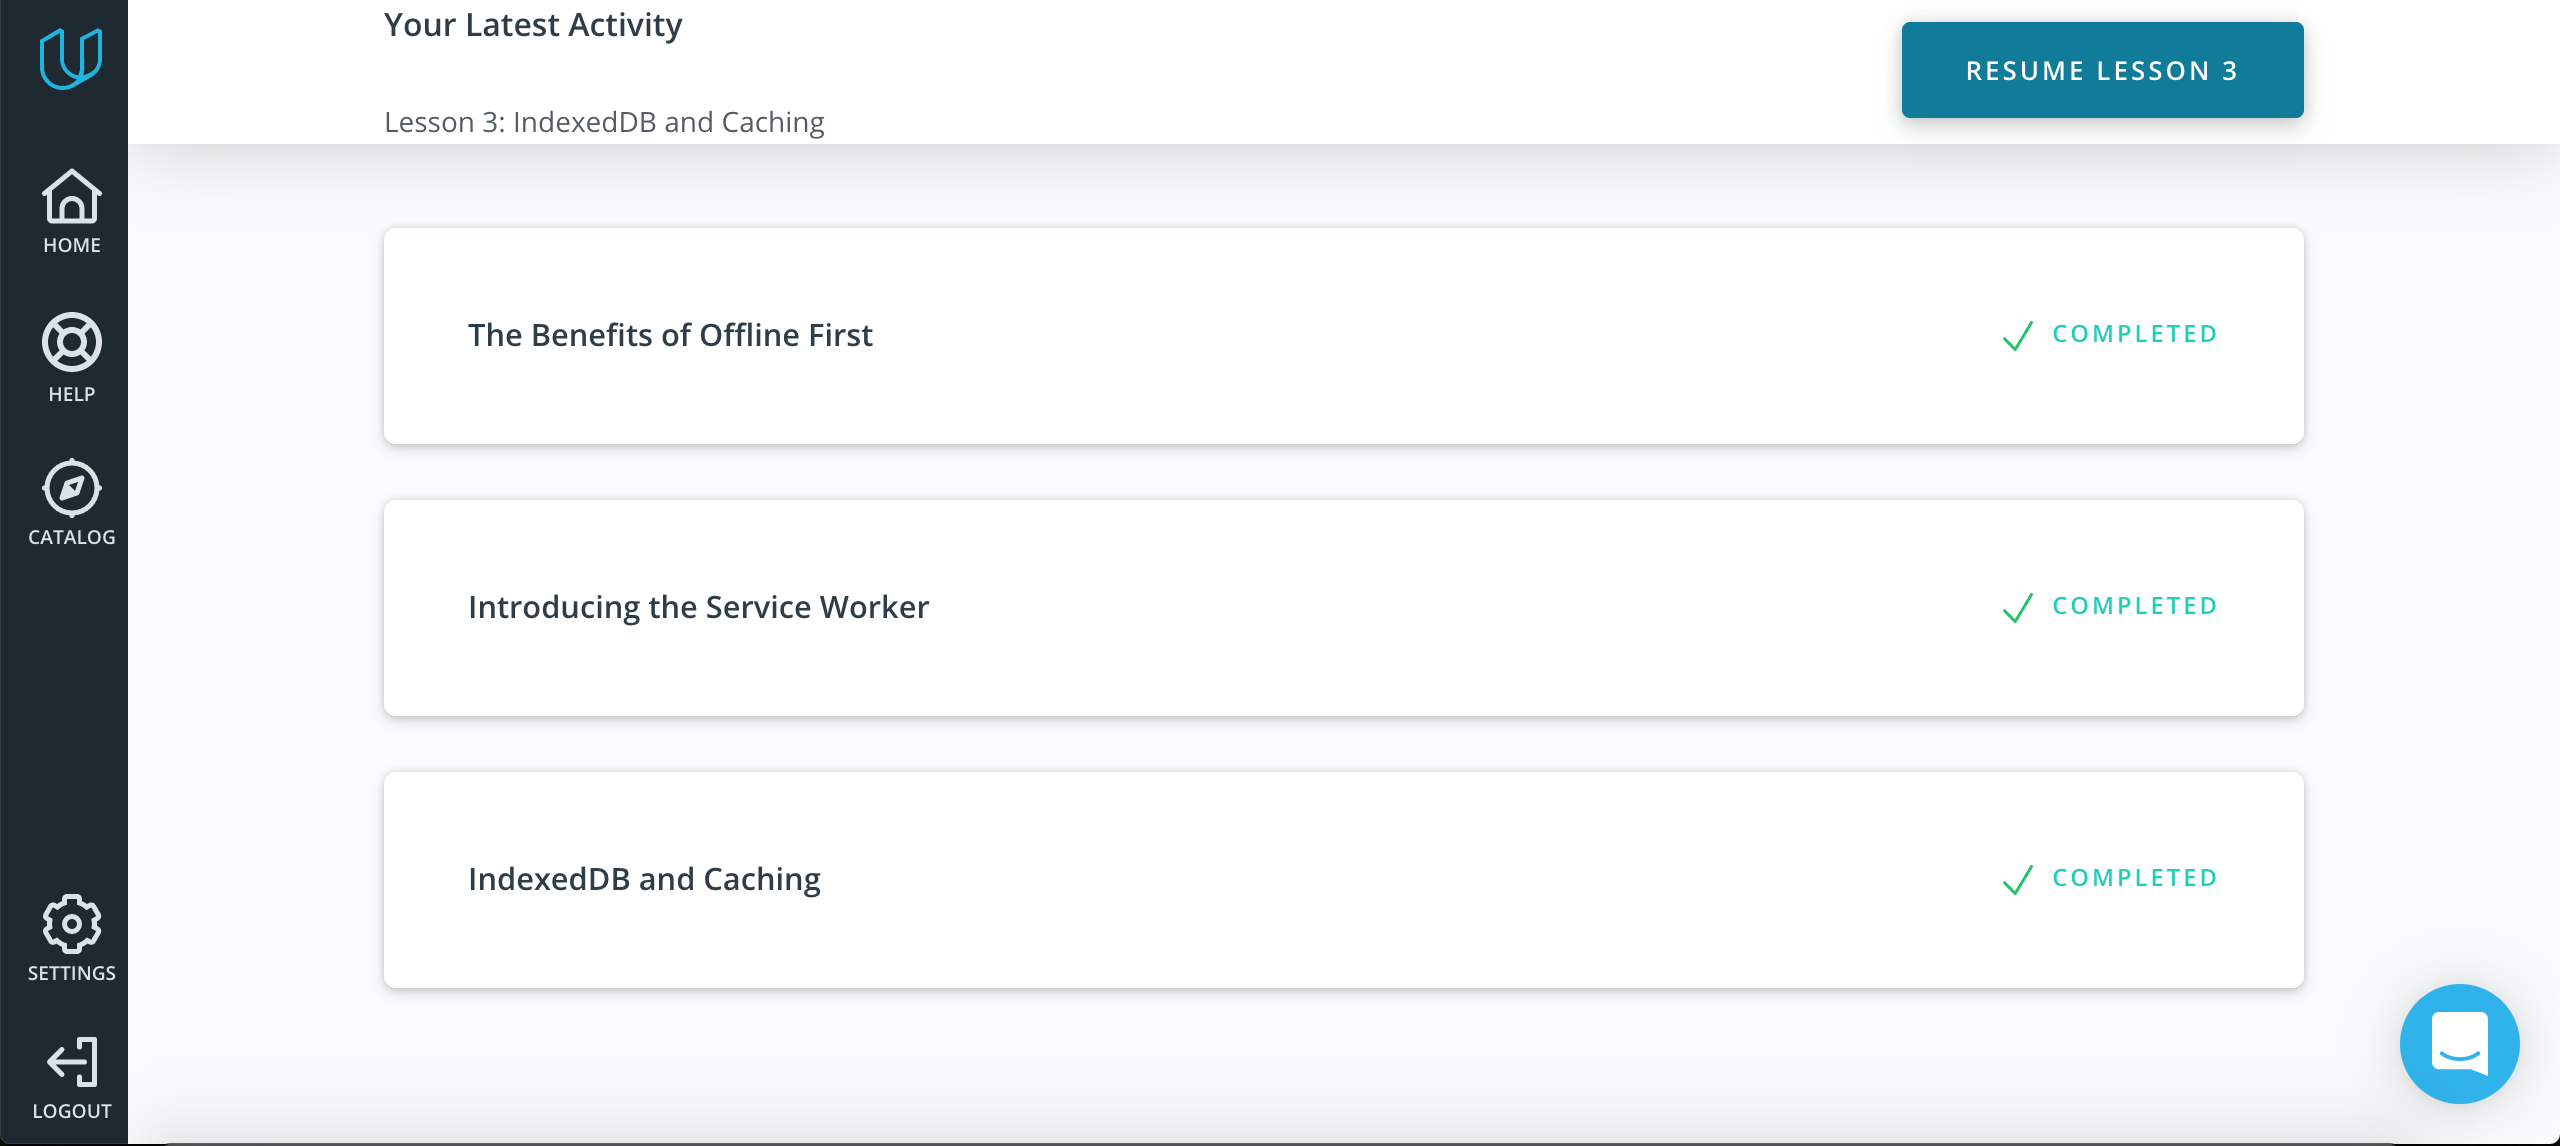 Your Latest Activity
RESUME LESSON 3
Lesson 3: IndexedDB and Caching
HOME
HELP
CATALOG
SETTINGS
LOGOUT
The Benefits of Offline First
COMPLETED
Introducing the Service Worker
COMPLETED
IndexedDB and Caching
COMPLETED